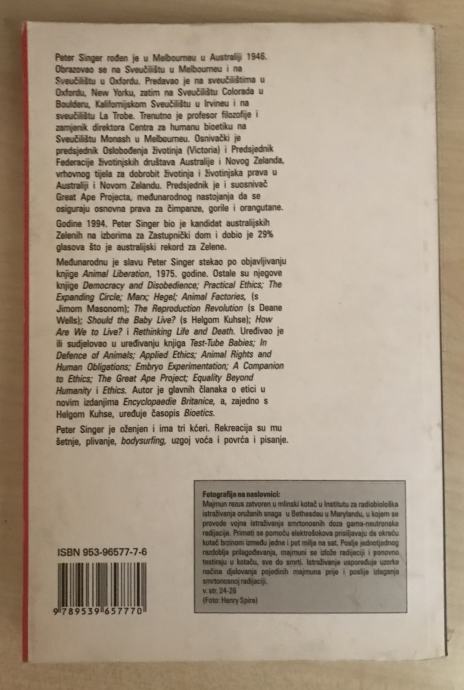 Peter Singer rođen je u Melbourneu u Australiji 1946.
Obrazovao se na Sveučilištu u Melbourneu i na
Sveučilištu u Oxfordu. Predavao je na sveučilištima u
Oxfordu, New Yorku, zatim na Sveučilištu Colorada u
Boulderu, Kalifornijskom Sveučilištu u Irvineu i na
sveučilištu La Trobe. Trenutno je profesor filozofije i
zamjenik direktora Centra za humanu bioetiku na
Sveučilištu Monash u Melbourneu. Osnivački je
predsjednik Oslobođenja životinja (Victoria) i Predsjednik
Federacije životinjskih društava Australije i Novog Zelanda,
vrhovnog tijela za dobrobit životinja i životinjska prava u
Australiji i Novom Zelandu. Predsjednik je i suosnivač
Great Ape Projecta, međunarodnog nastojanja da se
osiguraju osnovna prava za čimpanze, gorile i orangutane.
Godine 1994. Peter Singer bio je kandidat australijskih
Zelenih na izborima za Zastupnički dom i dobio je 29%
glasova što je australijski rekord za Zelene.
Međunarodnu je slavu Peter Singer stekao po objavljivanju
knjige Animal Liberation, 1975. godine. Ostale su njegove
knjige Democracy and Disobedience; Practical Ethics; The
Expanding Circle; Marx; Hegel; Animal Factories, (s
Jimom Masonom); The Reproduction Revolution (s Deane
Wells); Should the Baby Live? (s Helgom Kuhse); How
Are We to Live? i Rethinking Life and Death. Uređivao je
ili sudjelovao u uređivanju knjiga Test-Tube Babies; In
Defence of Animals; Applied Ethics; Animal Rights and
Human Obligations; Embryo Experimentation; A Companion
to Ethics; The Great Ape Project; Equality Beyond
Humanity i Ethics. Autor je glavnih članaka o etici u
novim izdanjima Encyclopaedie Britanice, a, zajedno s
Helgom Kuhse, uređuje časopis Bioetics.
Peter Singer je oženjen i ima tri kćeri. Rekreacija su mu
šetnje, plivanje, bodysurfing, uzgoj voća i povrća i pisanje.
Fotografija na naslovnici:
Majmun rezus zatvoren u mlinski kotač u Institutu za radiobiološka
istraživanja oružanih snaga u Bethesdau u Marylandu, u kojem se
provode vojna istraživanja smrtonosnih doza gama-neutronske
radijacije. Primati se pomoću elektrošokova prisiljavaju da okreću
kotač brzinom između jedne i pet milja na sat. Poslje jednotjednog
razdoblja prilagođavanja, majmuni se izlože radijaciji i ponovno
testiraju u kotaču, sve do smrti. Istraživanje uspoređuje uzorke
načina djelovanja pojedinih majmuna prije i poslije izlaganja
smrtonosnoj radijaciji.
v. str. 24-26
(Foto: Henry Spira)
ISBN 953-96577-7-6
9 789539 657770